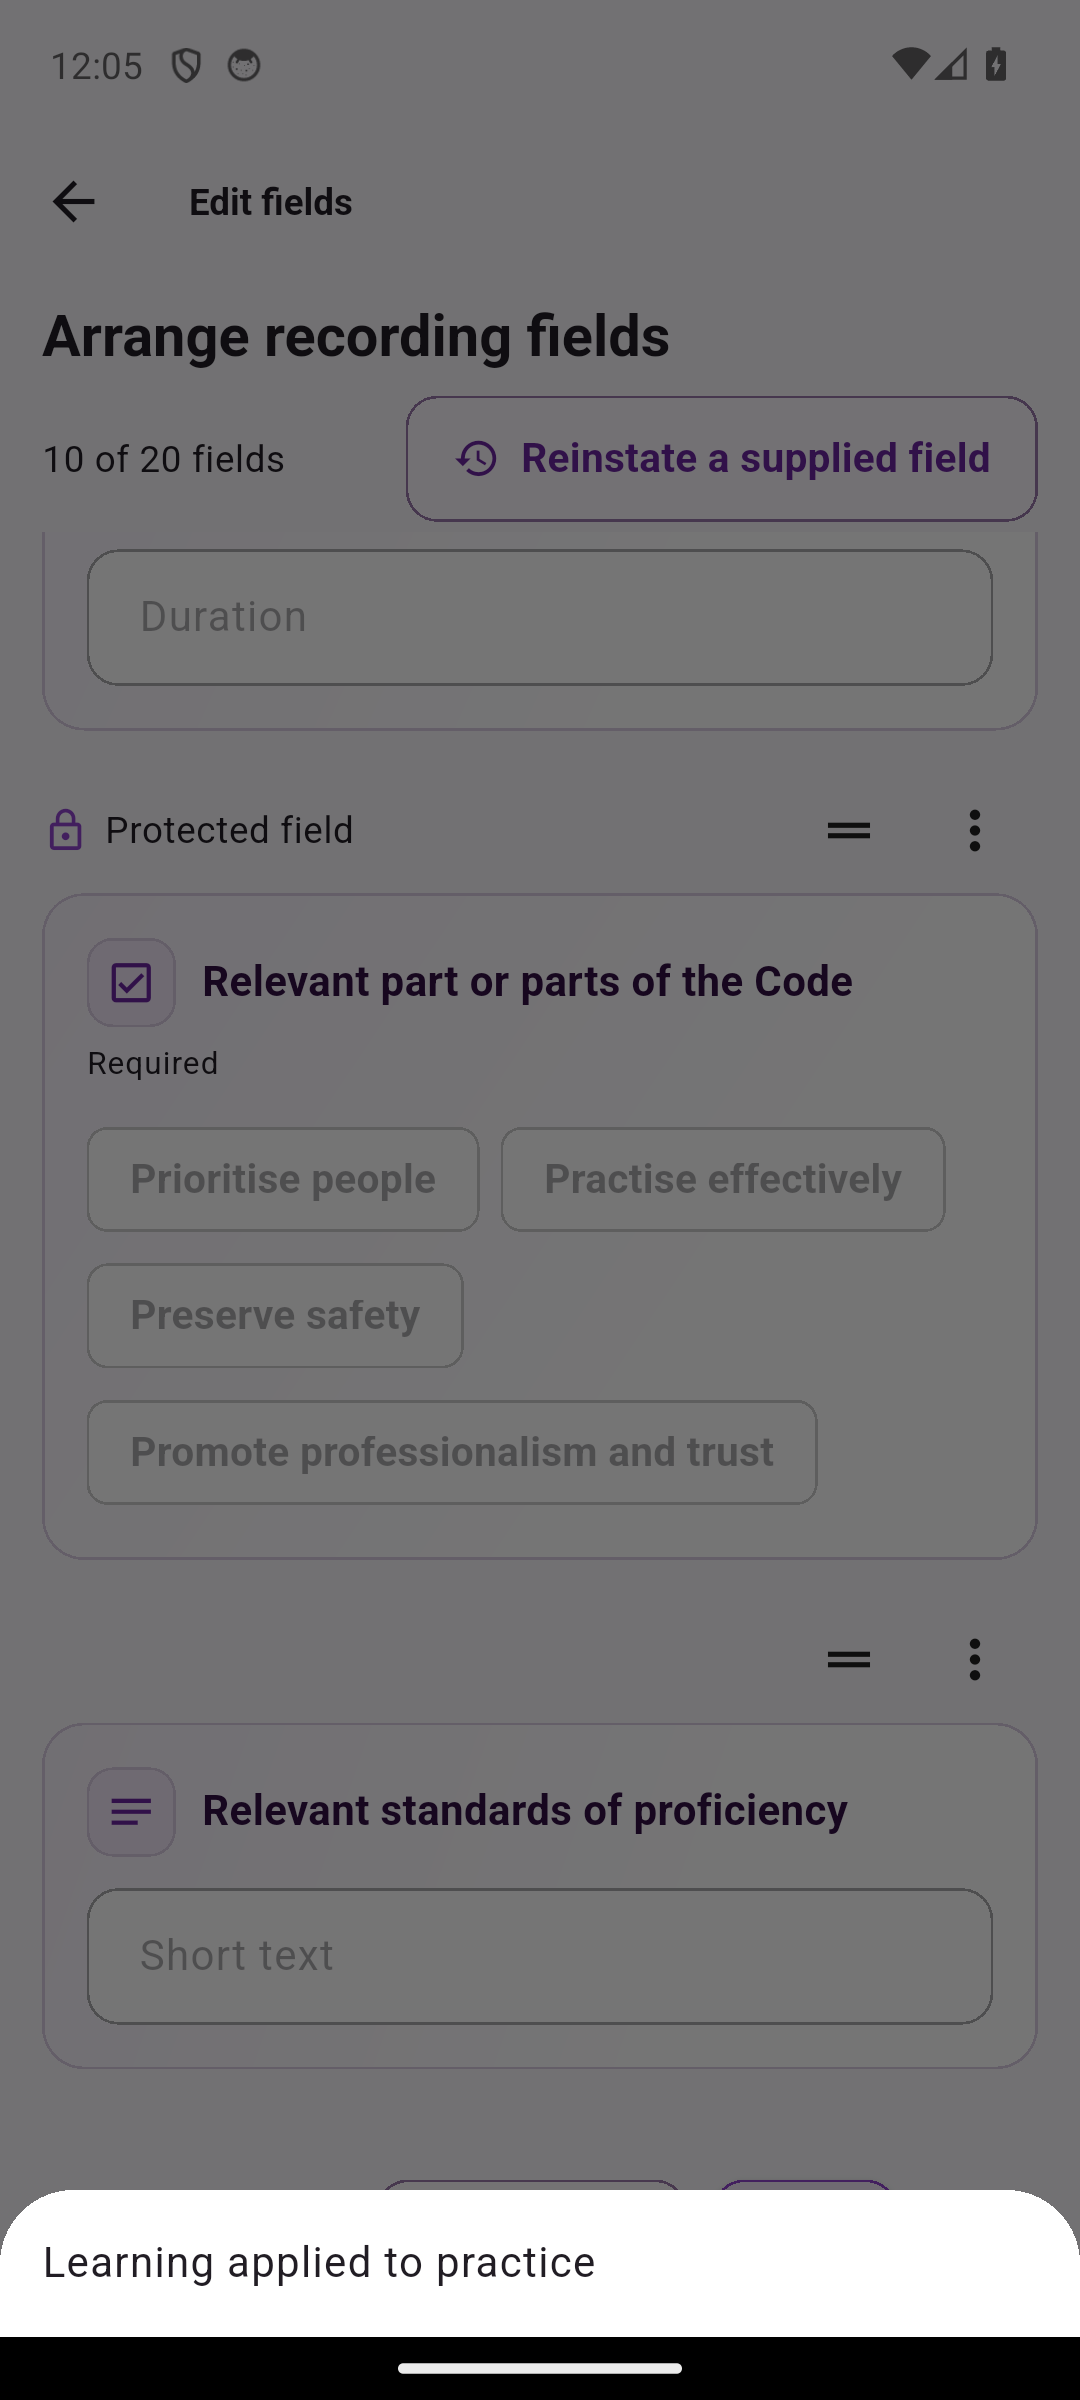 12:05
Edit fields
Arrange recording fields
10 of 20 fields
Reinstate a supplied field
Duration
Protected field
Relevant part or parts of the Code
Required
Prioritise people
Practise effectively
Preserve safety
Promote professionalism and trust
Relevant standards of proficiency
Short text
Learning applied to practice